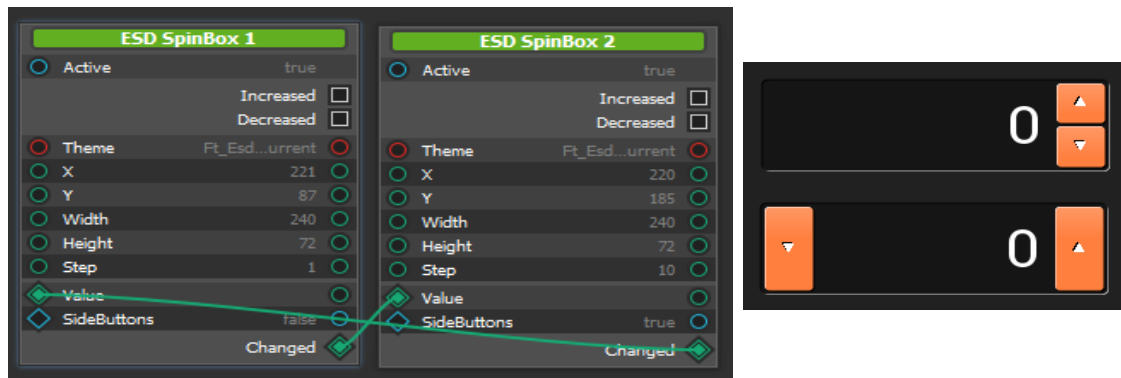 ESD SpinBox 1
Active true
Increased
Decreased
Theme Ft_Esd...urrent
X 221
Y 87
Width 240
Height 72
Step 1
Value
SideButtons false
Changed
ESD SpinBox 2
Active true
Increased
Decreased
Theme Ft_Esd...urrent
X 220
Y 185
Width 240
Height 72
Step 10
Value
SideButtons true
Changed
0
0